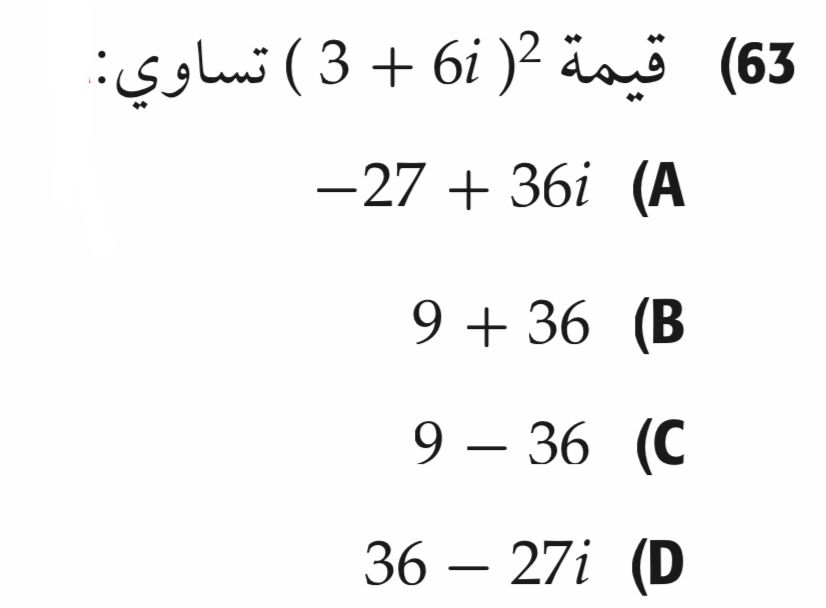 63) قيمة (3 + 6i)² تساوي:
A) −27 + 36i
B) 9 + 36
C) 9 − 36
D) 36 − 27i